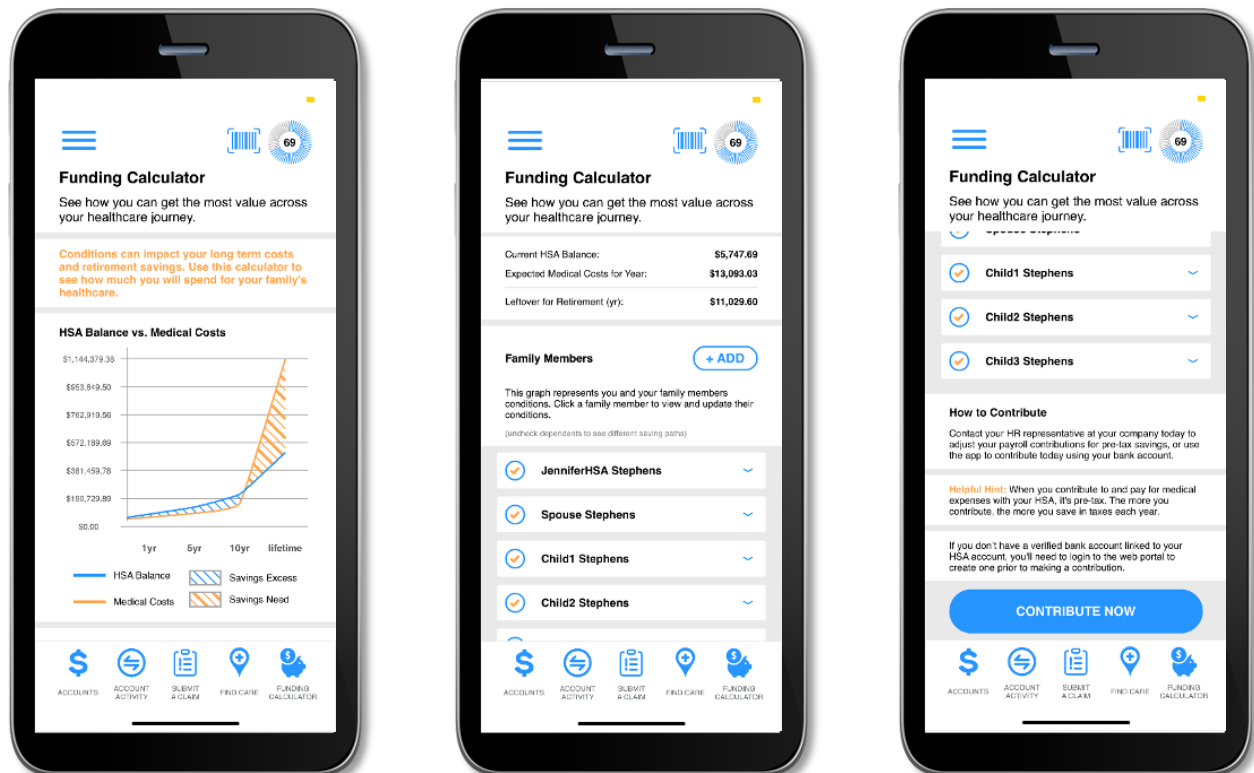 69
Funding Calculator
See how you can get the most value across
your healthcare journey.
Conditions can impact your long term costs
and retirement savings. Use this calculator to
see how much you will spend for your family's
healthcare.
HSA Balance vs. Medical Costs
$1,144,379.38
$953,649.50
$762,919.56
$572,189.69
$381,459.78
$190,729.89
$0.00
1yr 5yr 10yr lifetime
HSA Balance Savings Excess
Medical Costs Savings Need
ACCOUNTS
ACCOUNT
ACTIVITY
SUBMIT
A CLAIM
FIND CARE
FUNDING
CALCULATOR
69
Funding Calculator
See how you can get the most value across
your healthcare journey.
Current HSA Balance: $5,747.69
Expected Medical Costs for Year: $13,093.03
Leftover for Retirement (yr): $11,029.60
Family Members + ADD
This graph represents you and your family members
conditions. Click a family member to view and update their
conditions.
(uncheck dependents to see different saving paths)
JenniferHSA Stephens
Spouse Stephens
Child1 Stephens
Child2 Stephens
ACCOUNTS
ACCOUNT
ACTIVITY
SUBMIT
A CLAIM
FIND CARE
FUNDING
CALCULATOR
69
Funding Calculator
See how you can get the most value across
your healthcare journey.
Spouse Stephens
Child1 Stephens
Child2 Stephens
Child3 Stephens
How to Contribute
Contact your HR representative at your company today to
adjust your payroll contributions for pre-tax savings, or use
the app to contribute today using your bank account.
Helpful Hint: When you contribute to and pay for medical
expenses with your HSA, it's pre-tax. The more you
contribute, the more you save in taxes each year.
If you don't have a verified bank account linked to your
HSA account, you'll need to login to the web portal to
create one prior to making a contribution.
CONTRIBUTE NOW
ACCOUNTS
ACCOUNT
ACTIVITY
SUBMIT
A CLAIM
FIND CARE
FUNDING
CALCULATOR